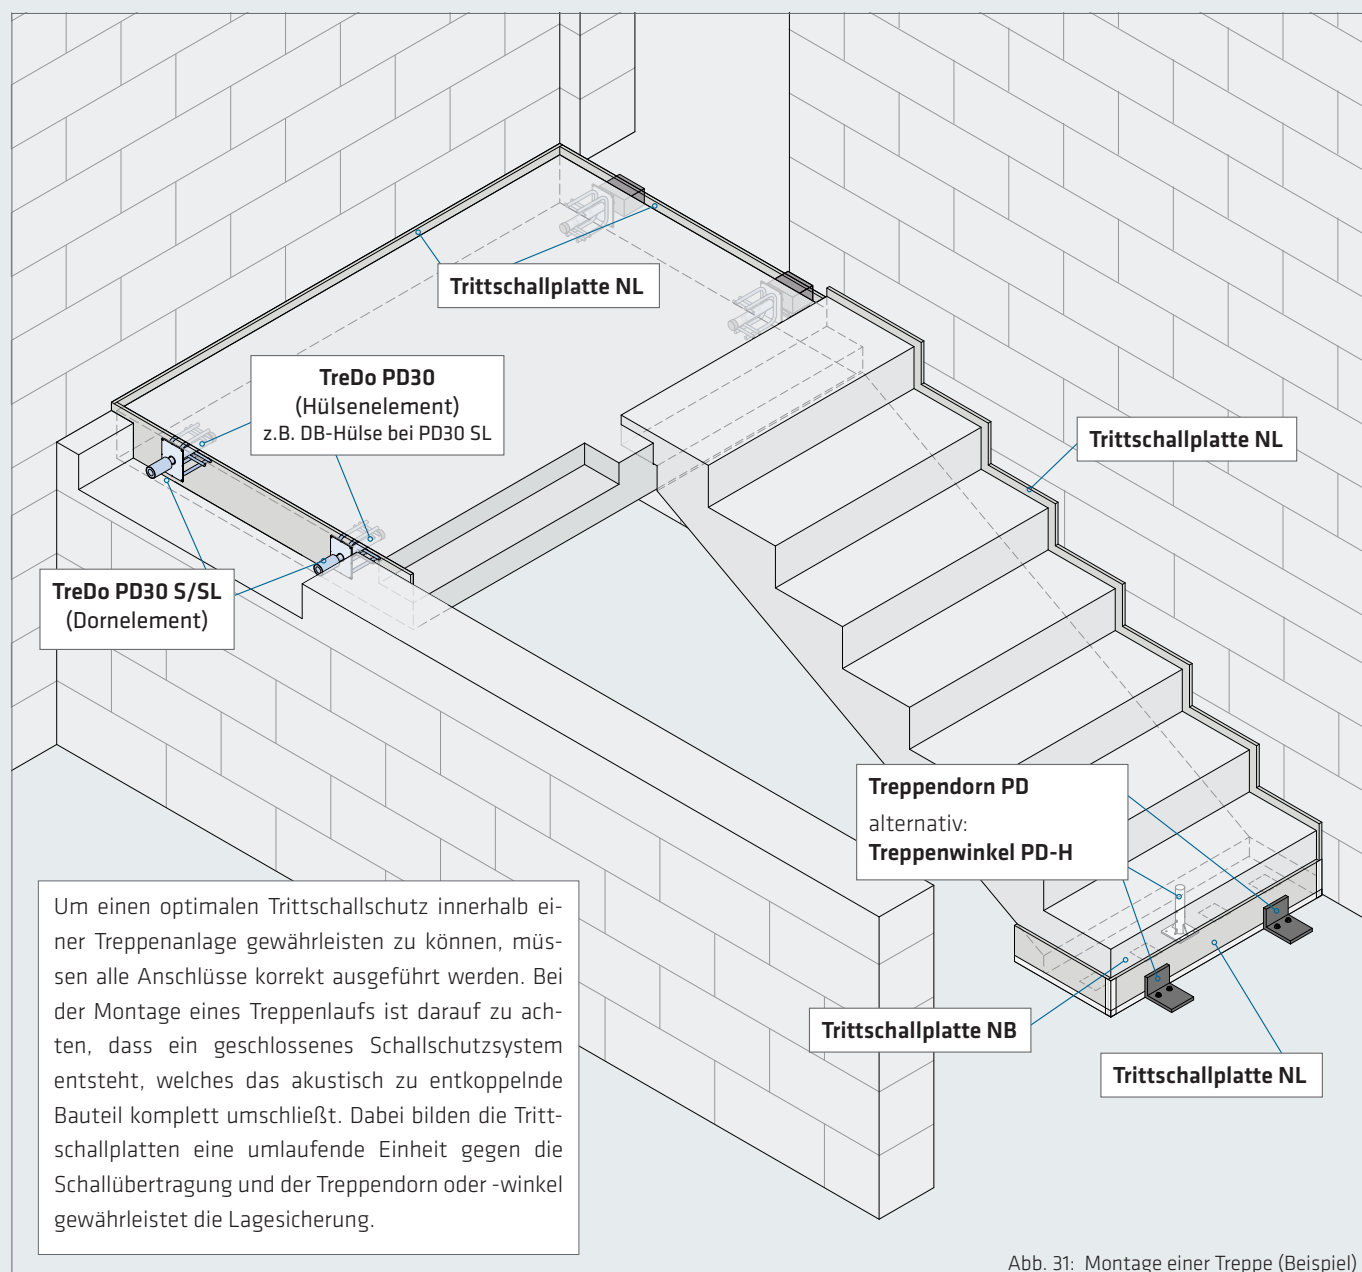 Trittschallplatte NL
TreDo PD30
(Hülsenelement)
z.B. DB-Hülse bei PD30 SL
Trittschallplatte NL
TreDo PD30 S/SL
(Dornelement)
Treppendorn PD
alternativ:
Treppenwinkel PD-H
Trittschallplatte NB
Trittschallplatte NL
Um einen optimalen Trittschallschutz innerhalb ei-
ner Treppenanlage gewährleisten zu können, müs-
sen alle Anschlüsse korrekt ausgeführt werden. Bei
der Montage eines Treppenlaufs ist darauf zu ach-
ten, dass ein geschlossenes Schallschutzsystem
entsteht, welches das akustisch zu entkoppelnde
Bauteil komplett umschließt. Dabei bilden die Tritt-
schallplatten eine umlaufende Einheit gegen die
Schallübertragung und der Treppendorn oder -winkel
gewährleistet die Lagesicherung.
Abb. 31: Montage einer Treppe (Beispiel)